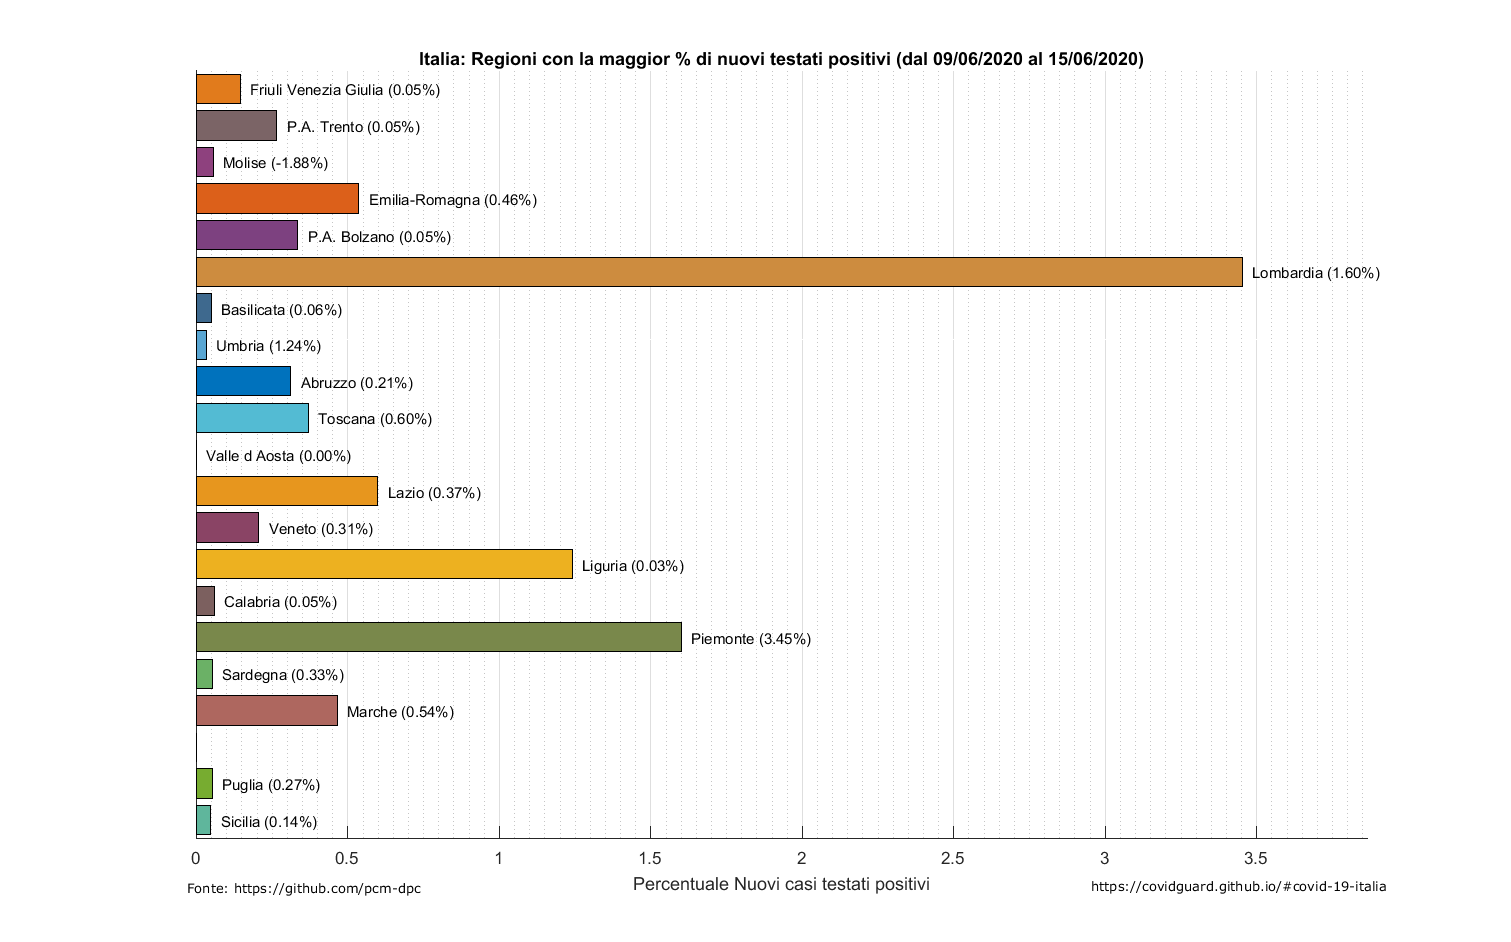 Italia: Regioni con la maggior % di nuovi testati positivi (dal 09/06/2020 al 15/06/2020)
Friuli Venezia Giulia (0.05%)
P.A. Trento (0.05%)
Molise (-1.88%)
Emilia-Romagna (0.46%)
P.A. Bolzano (0.05%)
Lombardia (1.60%)
Basilicata (0.06%)
Umbria (1.24%)
Abruzzo (0.21%)
Toscana (0.60%)
Valle d Aosta (0.00%)
Lazio (0.37%)
Veneto (0.31%)
Liguria (0.03%)
Calabria (0.05%)
Piemonte (3.45%)
Sardegna (0.33%)
Marche (0.54%)
Puglia (0.27%)
Sicilia (0.14%)
0 0.5 1 1.5 2 2.5 3 3.5
Percentuale Nuovi casi testati positivi
Fonte: https://github.com/pcm-dpc
https://covidguard.github.io/#covid-19-italia